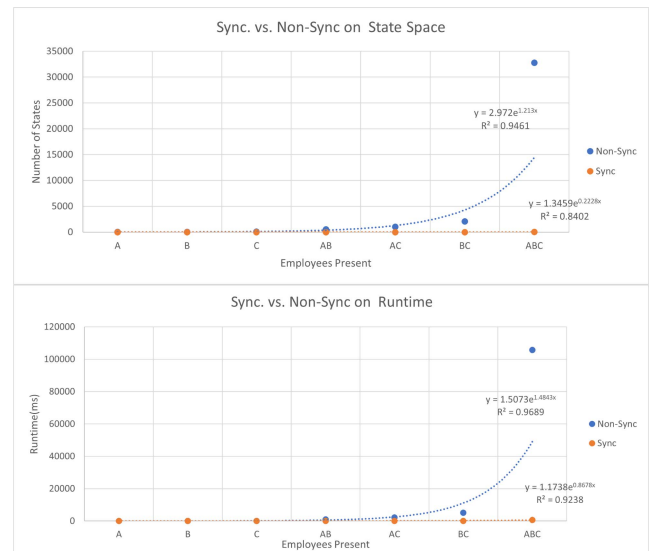 Sync. vs. Non-Sync on State Space
35000
30000
25000
20000
15000
10000
5000
0
Number of States
y = 2.972e^1.213x
R² = 0.9461
y = 1.3459e^0.2228x
R² = 0.8402
Non-Sync
Sync
A B C AB AC BC ABC
Employees Present
Sync. vs. Non-Sync on Runtime
120000
100000
80000
60000
40000
20000
0
Runtime(ms)
y = 1.5073e^1.4843x
R² = 0.9689
y = 1.1738e^0.8678x
R² = 0.9238
Non-Sync
Sync
A B C AB AC BC ABC
Employees Present